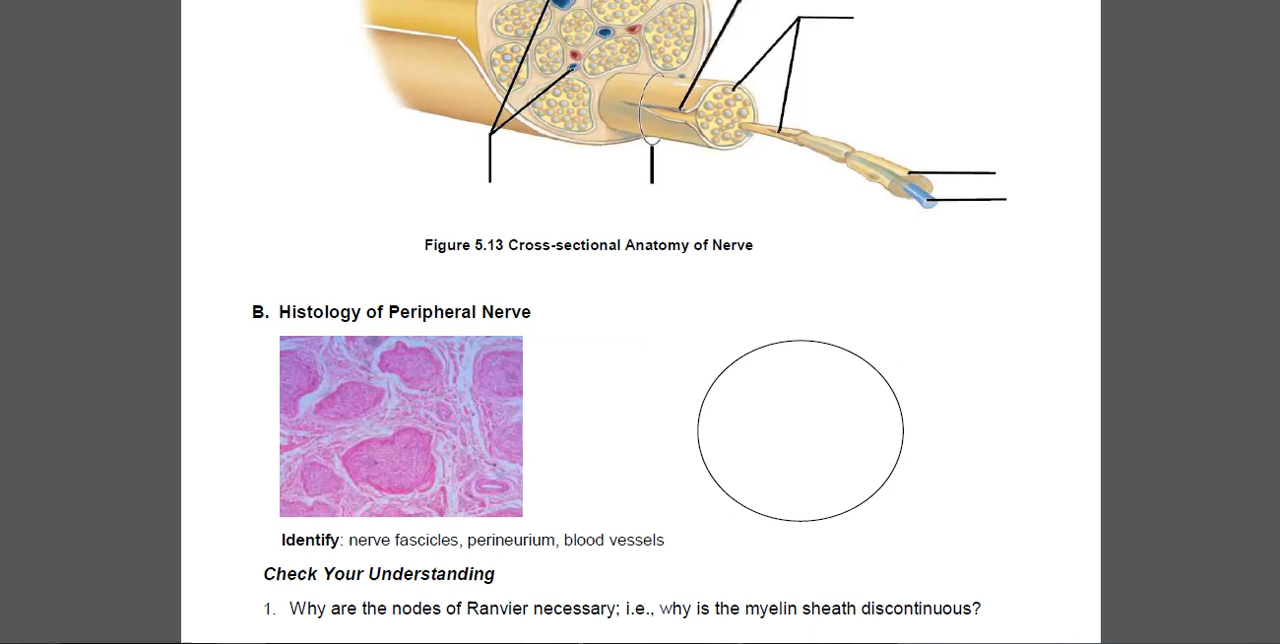 Figure 5.13 Cross-sectional Anatomy of Nerve
B. Histology of Peripheral Nerve
Identify: nerve fascicles, perineurium, blood vessels
Check Your Understanding
1. Why are the nodes of Ranvier necessary; i.e., why is the myelin sheath discontinuous?